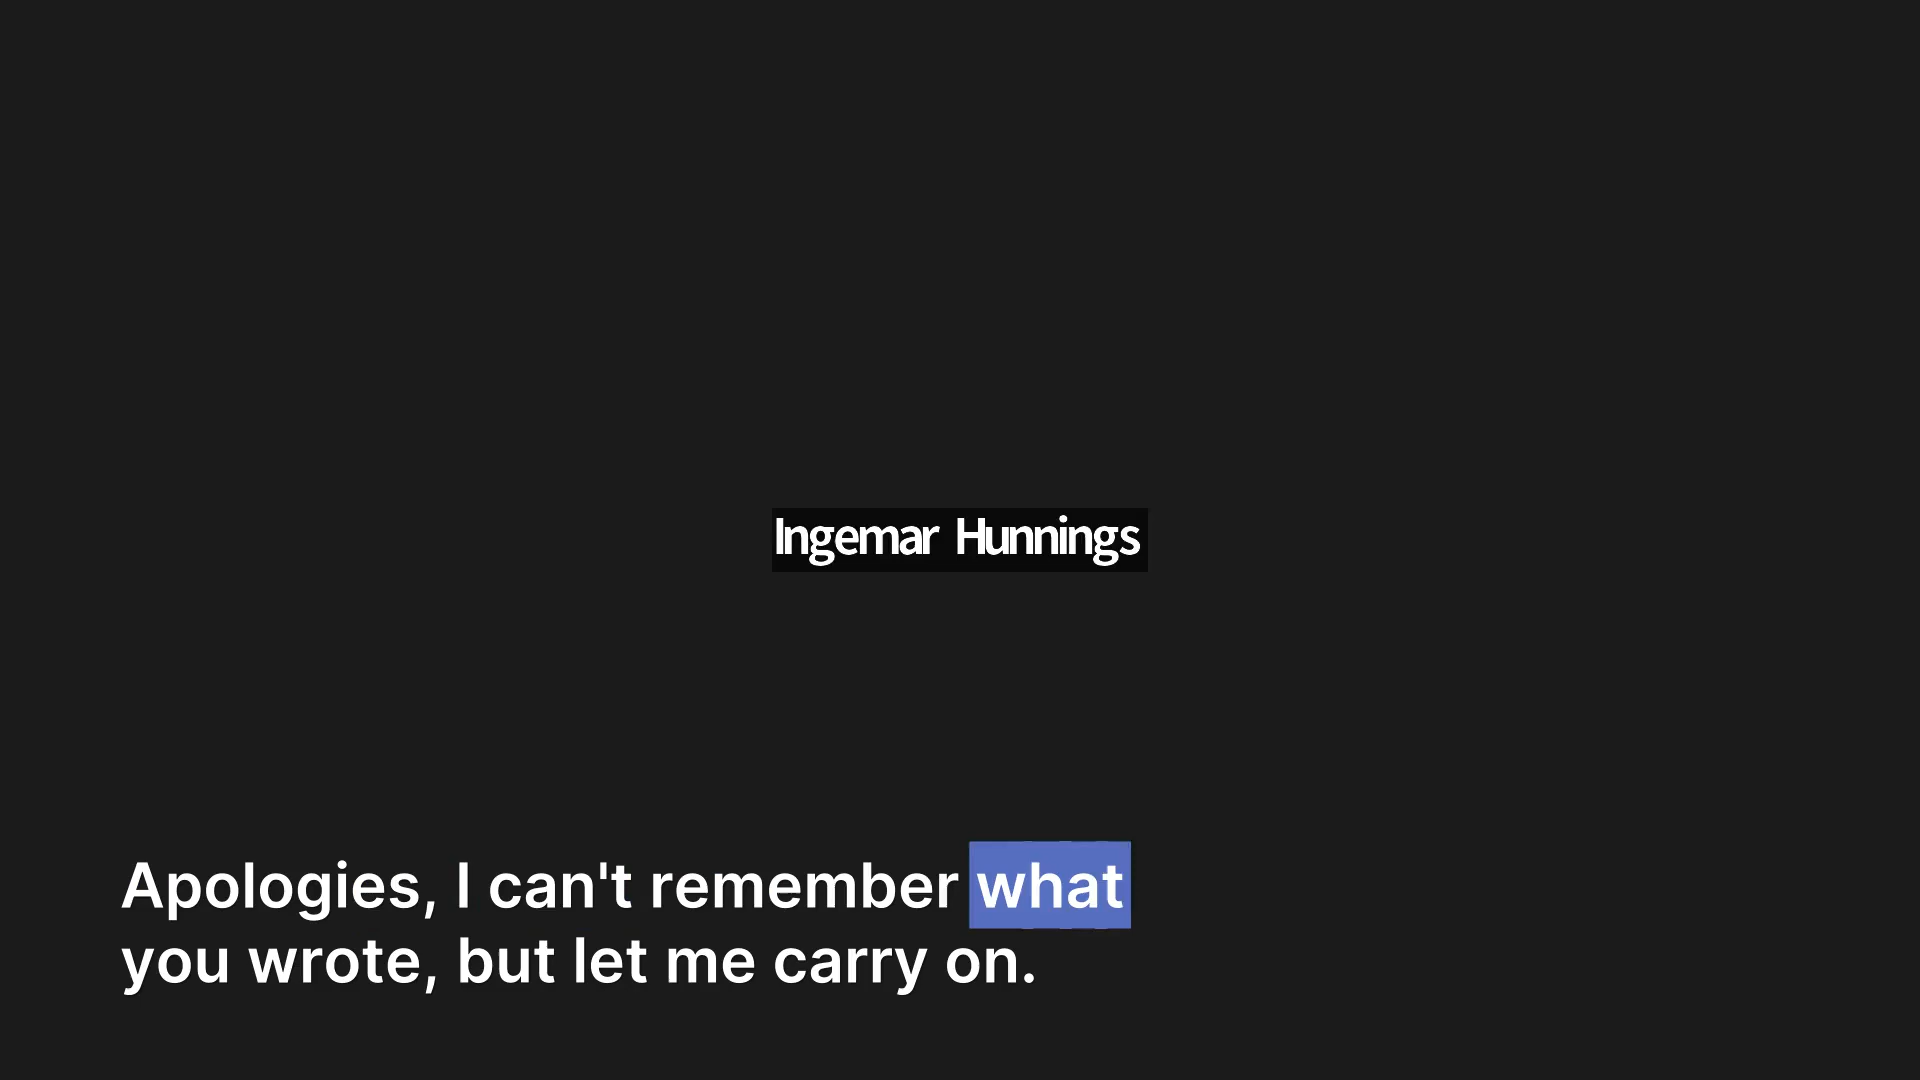 Ingemar Hunnings
Apologies, I can't remember what
you wrote, but let me carry on.